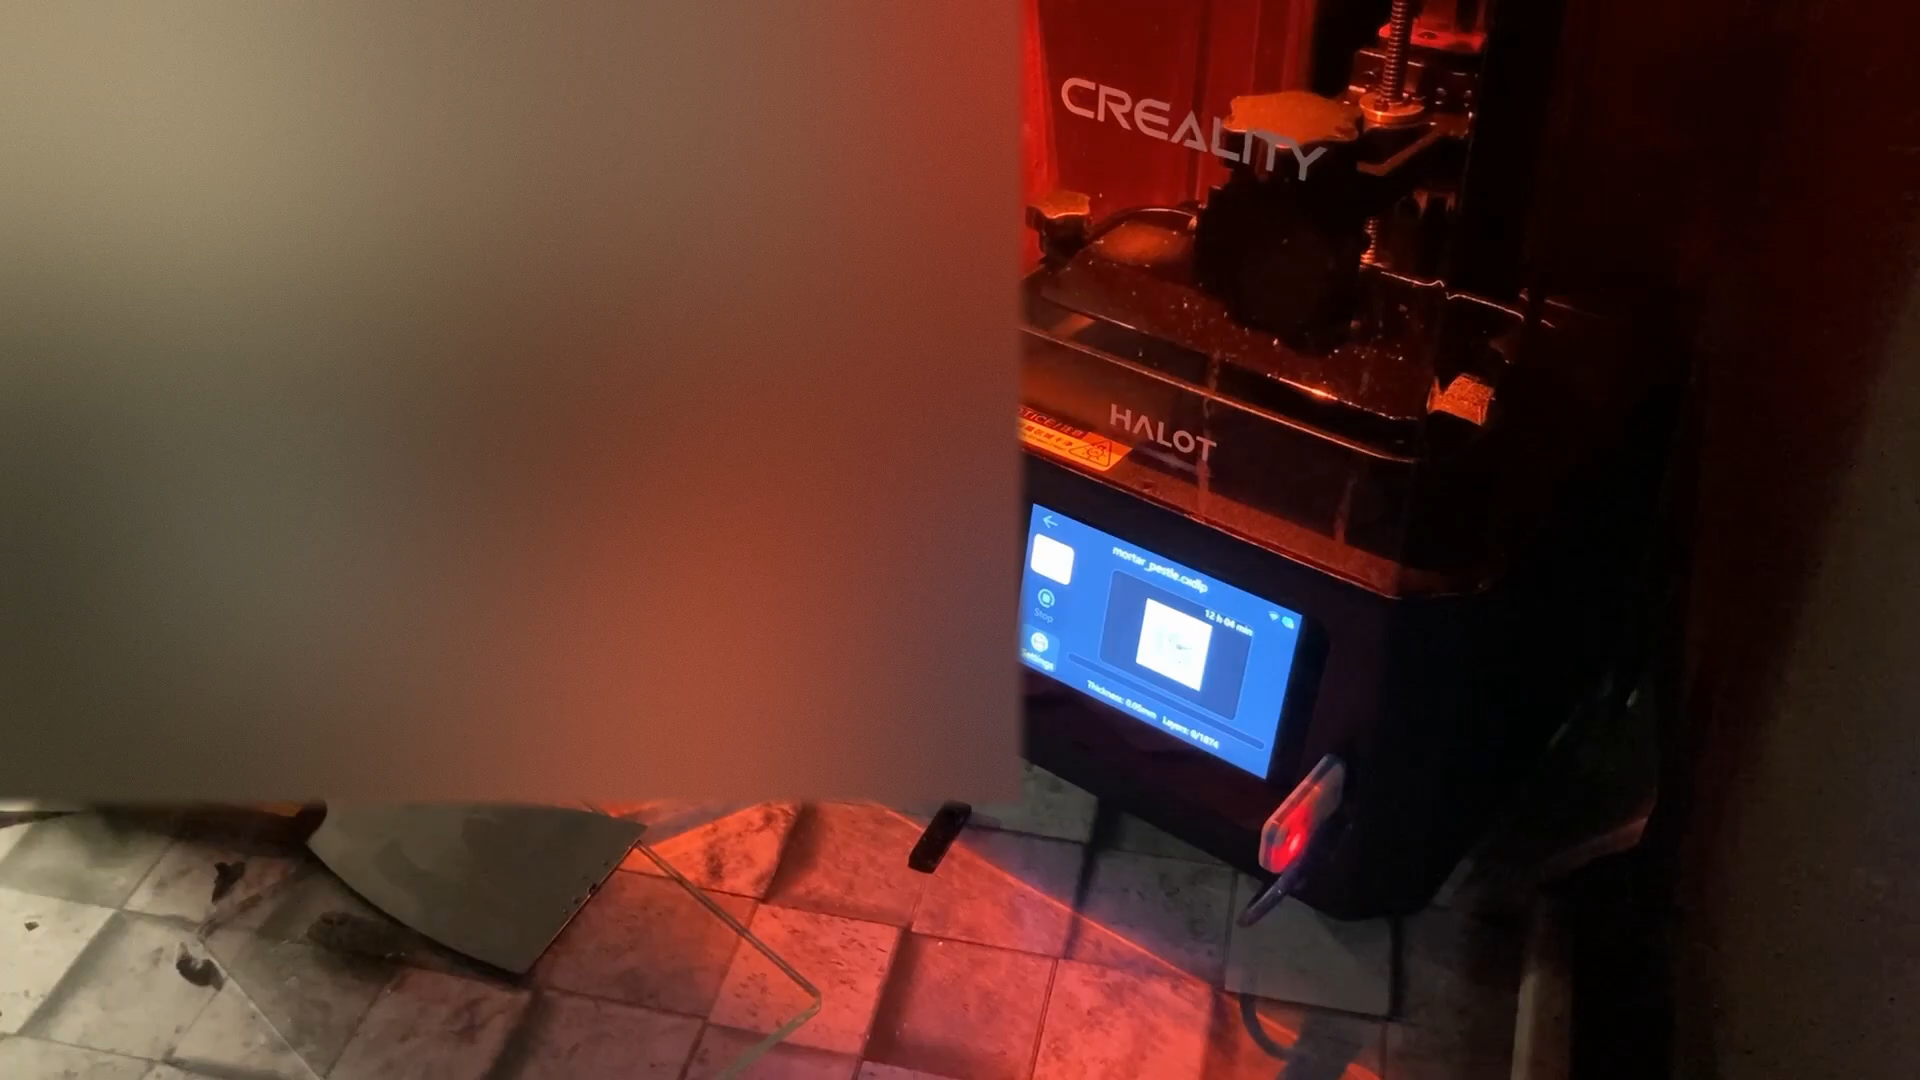 CREALITY
HALOT
mortar_pestle.cxdlp
12 h 04 min
Stop
Settings
Thickness: 0.05mm Layers: 0/1874